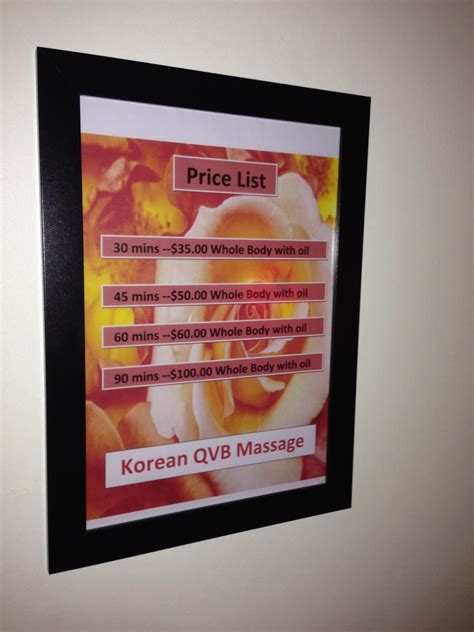 Price List
30 mins --$35.00 Whole Body with oil
45 mins --$50.00 Whole Body with oil
60 mins --$60.00 Whole Body with oil
90 mins --$100.00 Whole Body with oil
Korean QVB Massage